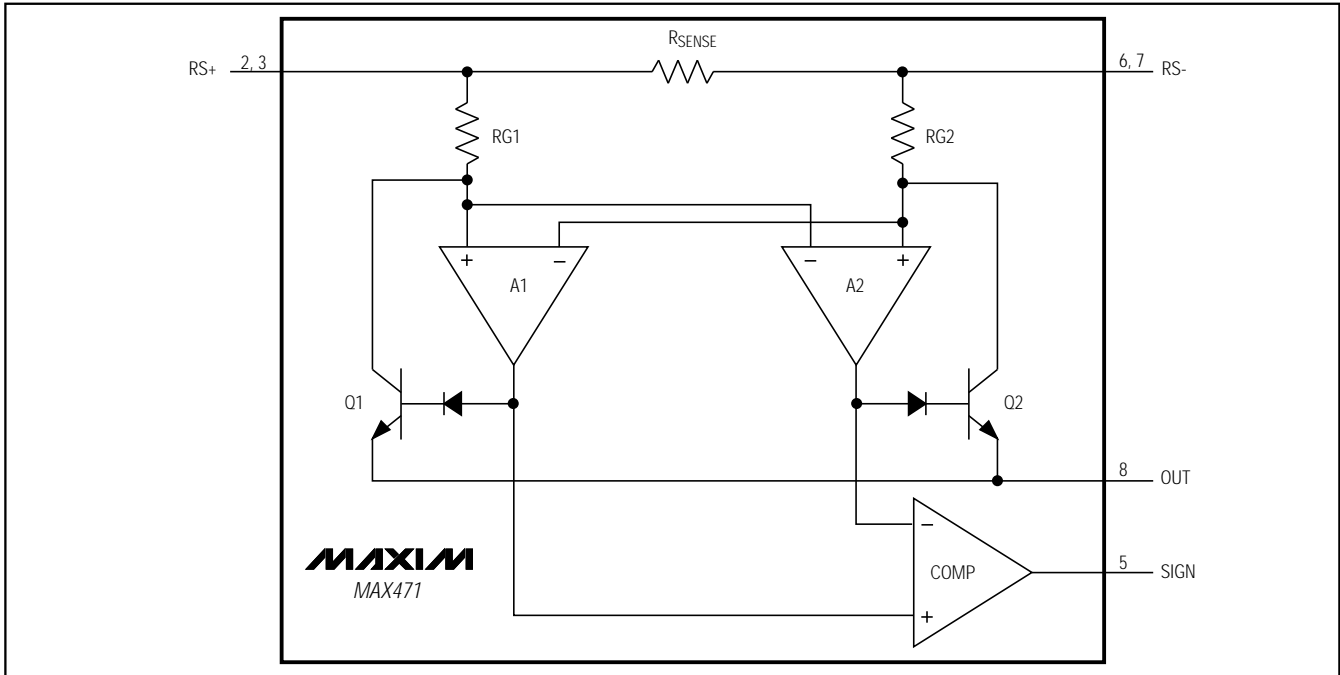 RSENSE
RS+
2, 3
6, 7
RS-
RG1
RG2
+
−
−
+
A1
A2
Q1
Q2
8
OUT
−
COMP
+
5
SIGN
MAXIM
MAX471